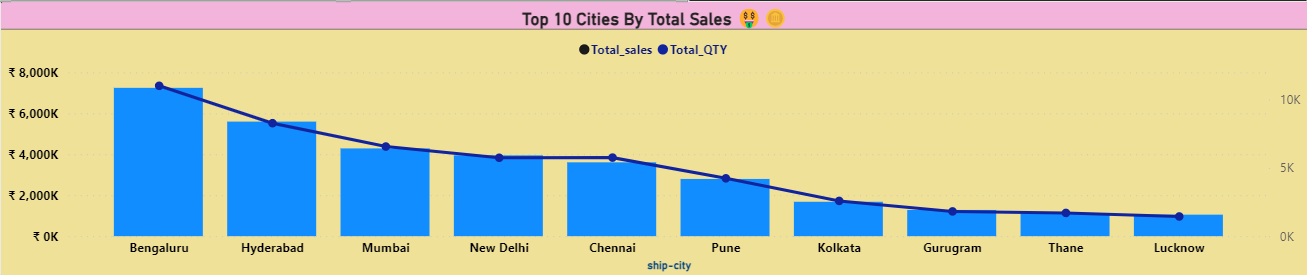 Top 10 Cities By Total Sales 🤑 🪙
Total_sales Total_QTY
₹ 8,000K
₹ 6,000K
₹ 4,000K
₹ 2,000K
₹ 0K
10K
5K
0K
Bengaluru Hyderabad Mumbai New Delhi Chennai Pune Kolkata Gurugram Thane Lucknow
ship-city